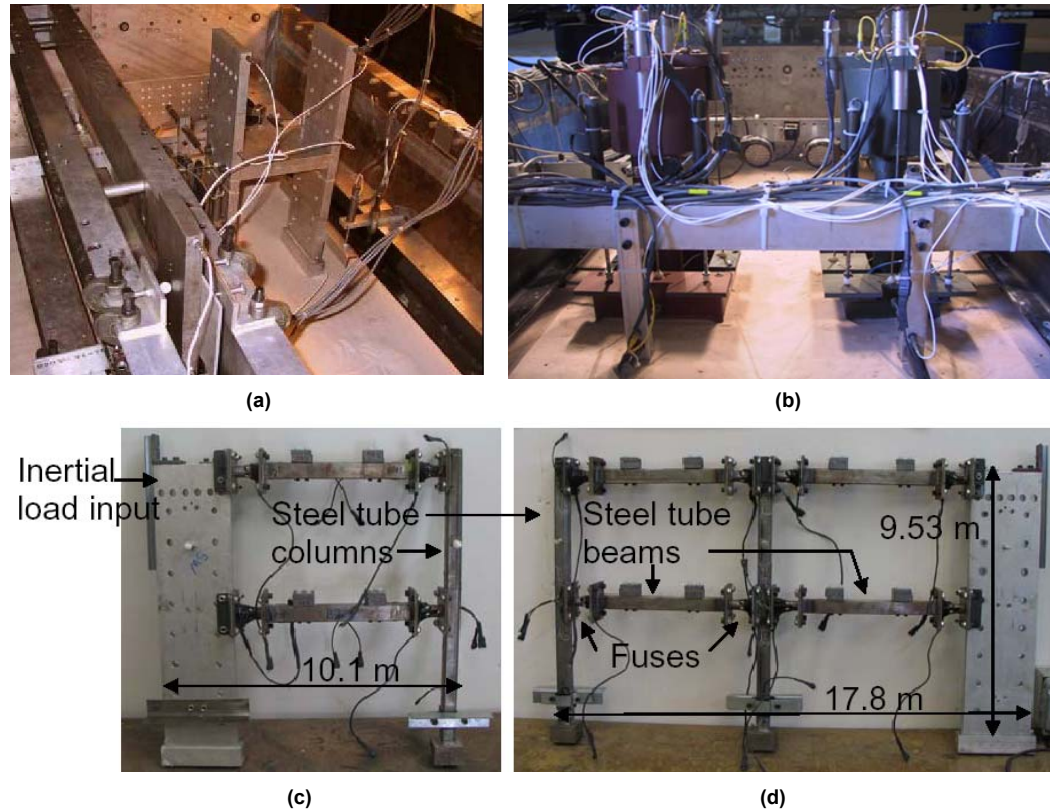 (a)
(b)
Inertial
load input
Steel tube
columns
10.1 m
Steel tube
beams
9.53 m
Fuses
17.8 m
(c)
(d)